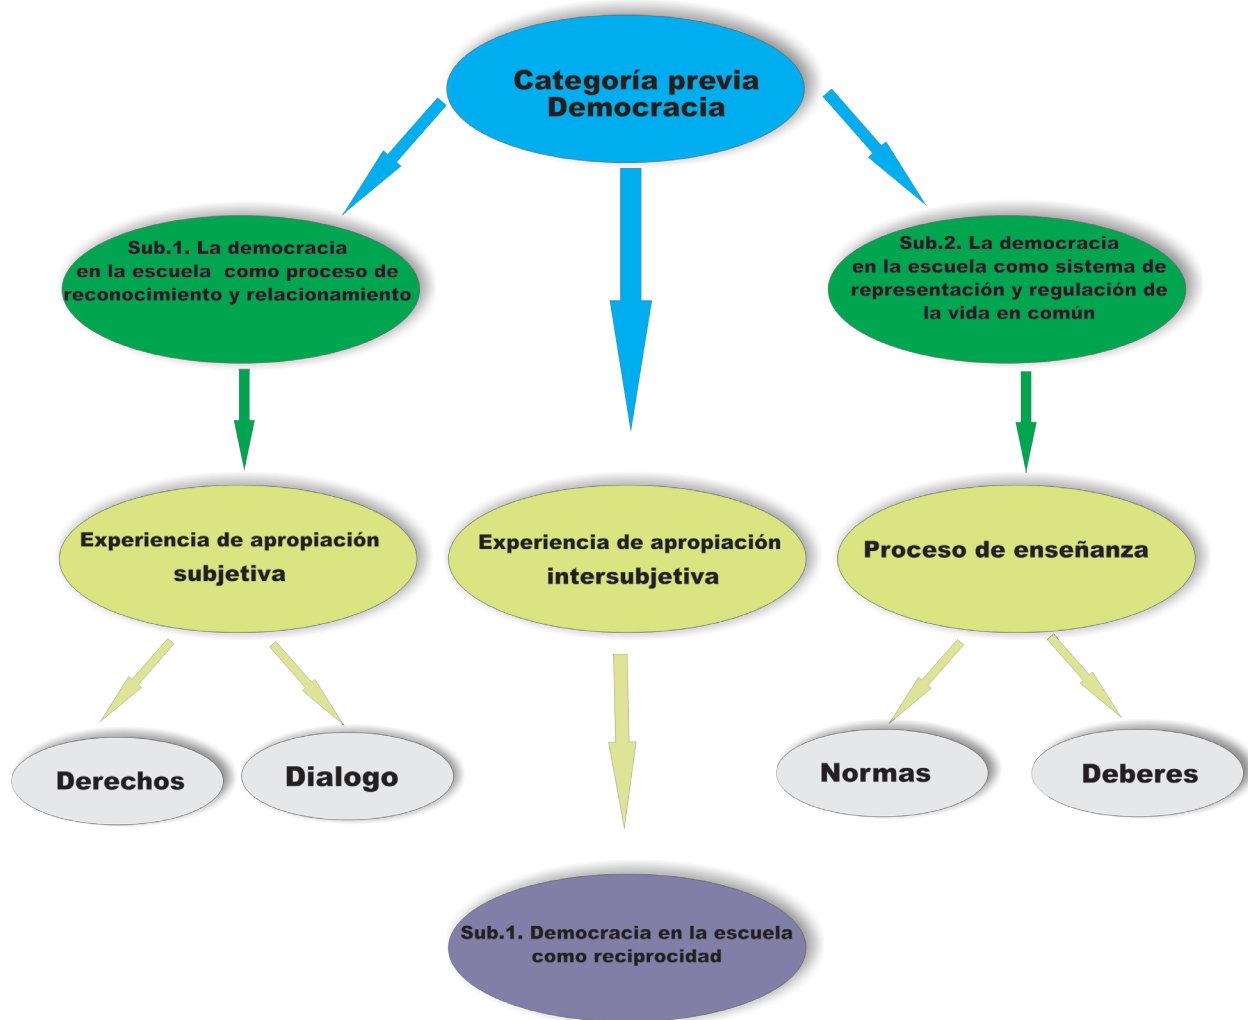 Categoría previa
Democracia
Sub.1. La democracia
en la escuela como proceso de
reconocimiento y relacionamiento
Sub.2. La democracia
en la escuela como sistema de
representación y regulación de
la vida en común
Experiencia de apropiación
subjetiva
Experiencia de apropiación
intersubjetiva
Proceso de enseñanza
Derechos
Dialogo
Normas
Deberes
Sub.1. Democracia en la escuela
como reciprocidad